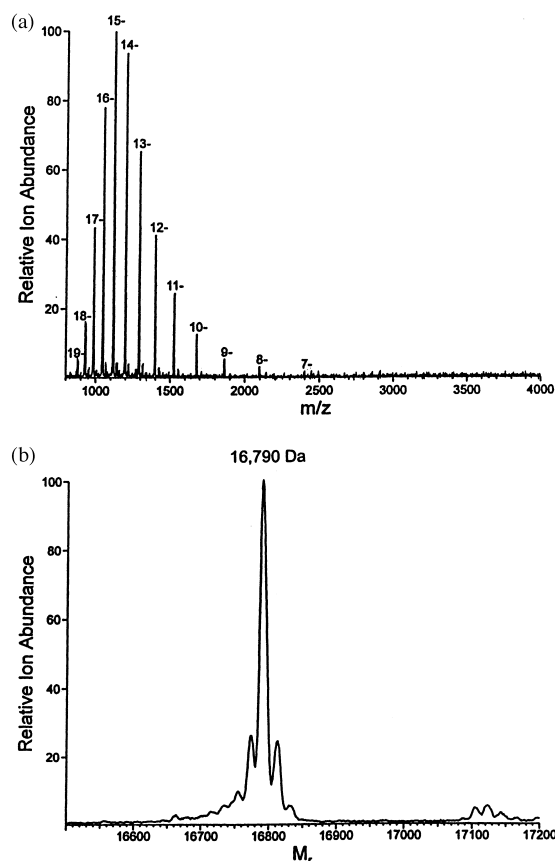 (a)
Relative Ion Abundance
100
80
60
40
20
15-
14-
16-
13-
17-
12-
11-
18-
10-
19-
9-
8-
7-
1000 1500 2000 2500 3000 3500 4000
m/z
(b)
16,790 Da
Relative Ion Abundance
100
80
60
40
20
16600 16700 16800 16900 17000 17100 17200
Mr